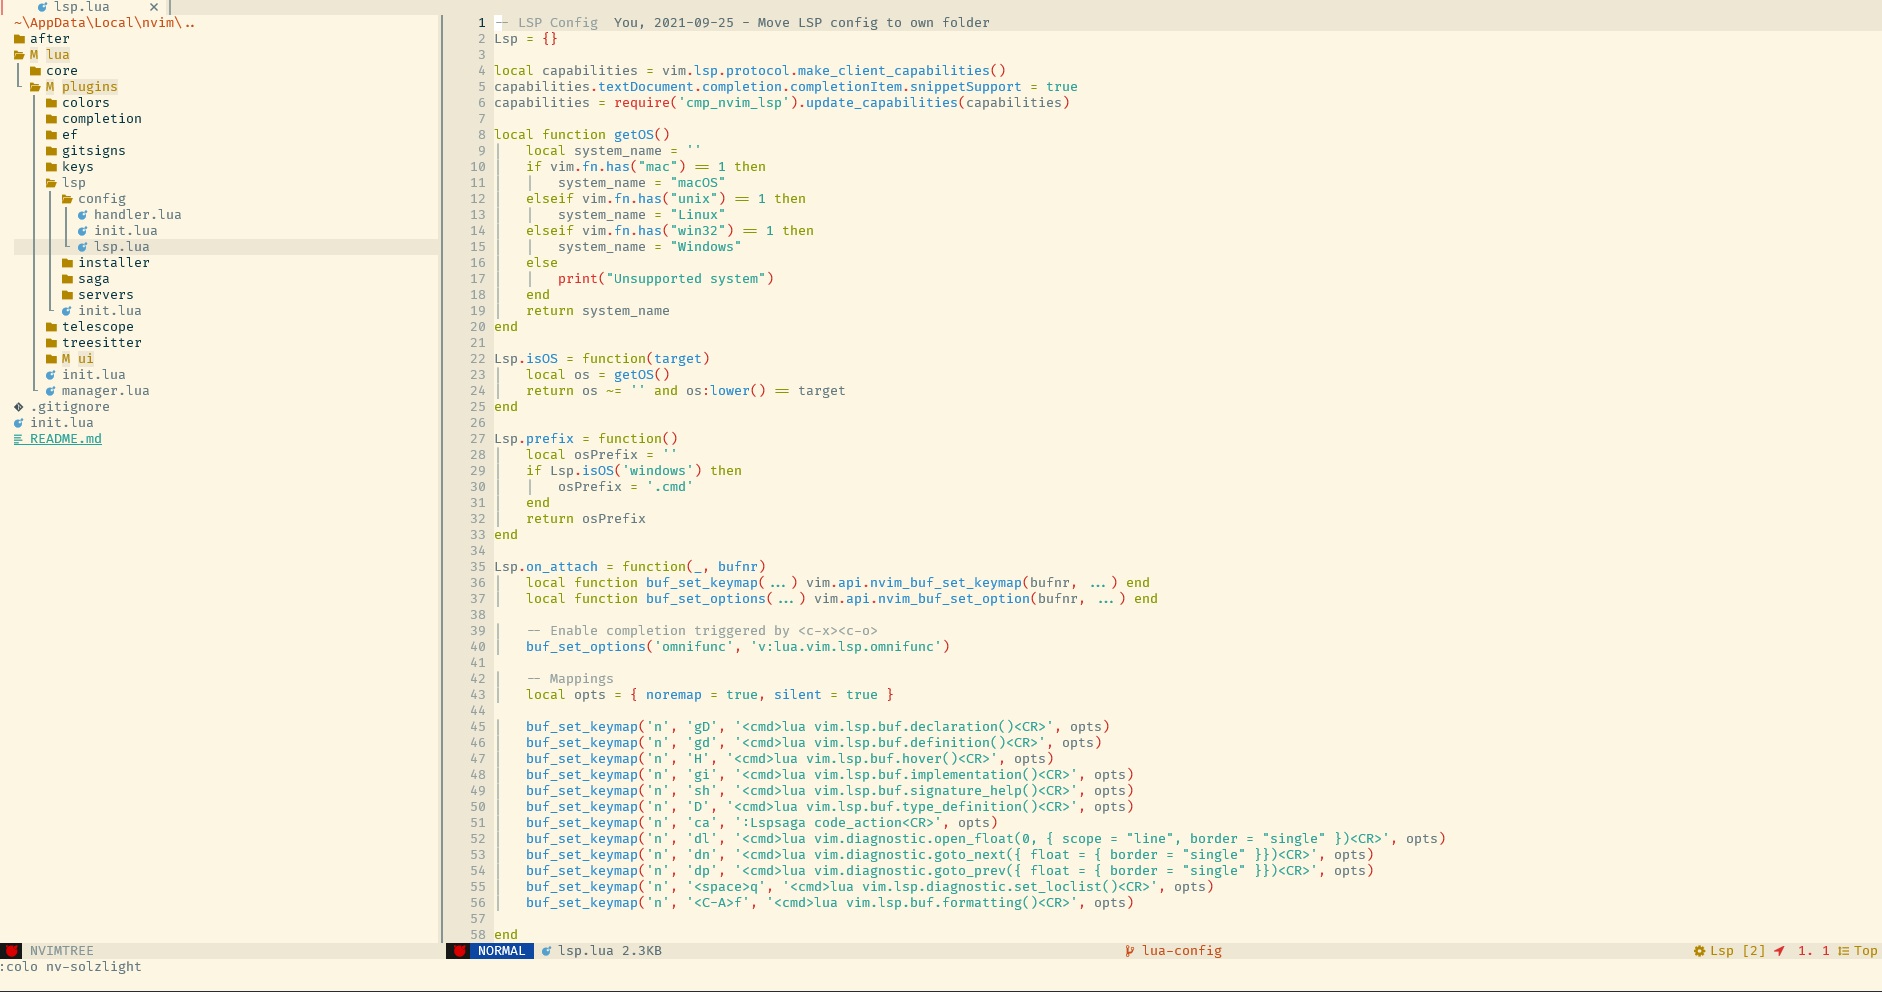 lsp.lua ×
~\AppData\Local\nvim\..
after
M lua
core
M plugins
colors
completion
ef
gitsigns
keys
lsp
config
handler.lua
init.lua
lsp.lua
installer
saga
servers
init.lua
telescope
treesitter
M ui
init.lua
manager.lua
.gitignore
init.lua
README.md
1 -- LSP Config  You, 2021-09-25 - Move LSP config to own folder
2 Lsp = {}
3
4 local capabilities = vim.lsp.protocol.make_client_capabilities()
5 capabilities.textDocument.completion.completionItem.snippetSupport = true
6 capabilities = require('cmp_nvim_lsp').update_capabilities(capabilities)
7
8 local function getOS()
9     local system_name = ''
10     if vim.fn.has("mac") == 1 then
11         system_name = "macOS"
12     elseif vim.fn.has("unix") == 1 then
13         system_name = "Linux"
14     elseif vim.fn.has("win32") == 1 then
15         system_name = "Windows"
16     else
17         print("Unsupported system")
18     end
19     return system_name
20 end
21
22 Lsp.isOS = function(target)
23     local os = getOS()
24     return os ~= '' and os:lower() == target
25 end
26
27 Lsp.prefix = function()
28     local osPrefix = ''
29     if Lsp.isOS('windows') then
30         osPrefix = '.cmd'
31     end
32     return osPrefix
33 end
34
35 Lsp.on_attach = function(_, bufnr)
36     local function buf_set_keymap(...) vim.api.nvim_buf_set_keymap(bufnr, ...) end
37     local function buf_set_options(...) vim.api.nvim_buf_set_option(bufnr, ...) end
38
39     -- Enable completion triggered by <c-x><c-o>
40     buf_set_options('omnifunc', 'v:lua.vim.lsp.omnifunc')
41
42     -- Mappings
43     local opts = { noremap = true, silent = true }
44
45     buf_set_keymap('n', 'gD', '<cmd>lua vim.lsp.buf.declaration()<CR>', opts)
46     buf_set_keymap('n', 'gd', '<cmd>lua vim.lsp.buf.definition()<CR>', opts)
47     buf_set_keymap('n', 'H', '<cmd>lua vim.lsp.buf.hover()<CR>', opts)
48     buf_set_keymap('n', 'gi', '<cmd>lua vim.lsp.buf.implementation()<CR>', opts)
49     buf_set_keymap('n', 'sh', '<cmd>lua vim.lsp.buf.signature_help()<CR>', opts)
50     buf_set_keymap('n', 'D', '<cmd>lua vim.lsp.buf.type_definition()<CR>', opts)
51     buf_set_keymap('n', 'ca', ':Lspsaga code_action<CR>', opts)
52     buf_set_keymap('n', 'dl', '<cmd>lua vim.diagnostic.open_float(0, { scope = "line", border = "single" })<CR>', opts)
53     buf_set_keymap('n', 'dn', '<cmd>lua vim.diagnostic.goto_next({ float = { border = "single" }})<CR>', opts)
54     buf_set_keymap('n', 'dp', '<cmd>lua vim.diagnostic.goto_prev({ float = { border = "single" }})<CR>', opts)
55     buf_set_keymap('n', '<space>q', '<cmd>lua vim.lsp.diagnostic.set_loclist()<CR>', opts)
56     buf_set_keymap('n', '<C-A>f', '<cmd>lua vim.lsp.buf.formatting()<CR>', opts)
57
58 end
NVIMTREE
NORMAL lsp.lua 2.3KB lua-config Lsp [2] 1. 1 Top
:colo nv-solzlight